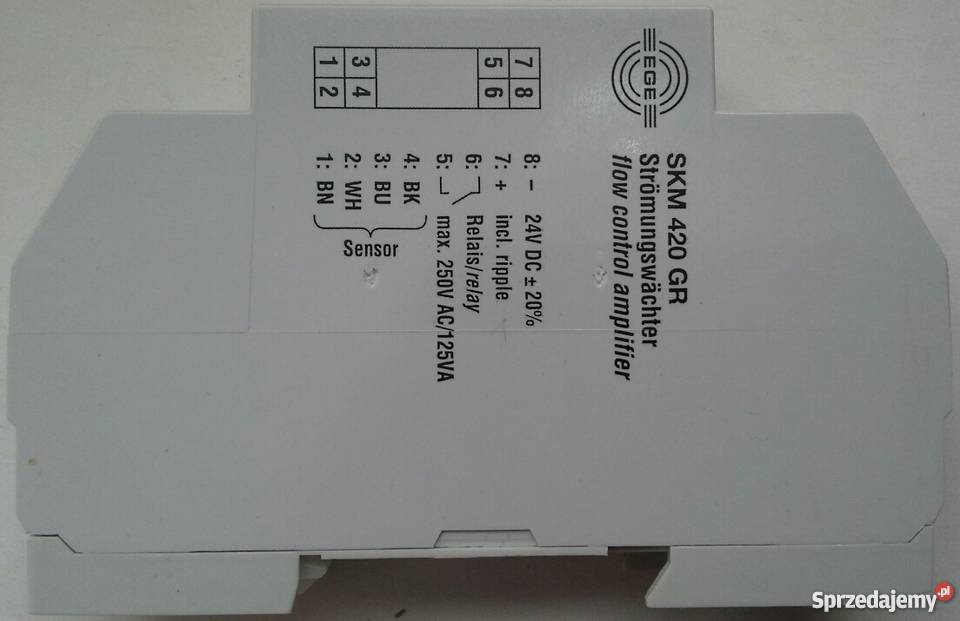 EGE
SKM 420 GR
Strömungswächter
flow control amplifier
7 8
5 6
3 4
1 2
8: − 24V DC ± 20%
7: + incl. ripple
6: Relais/relay
5: max. 250V AC/125VA
4: BK
3: BU
2: WH
1: BN
Sensor
Sprzedajemy.pl